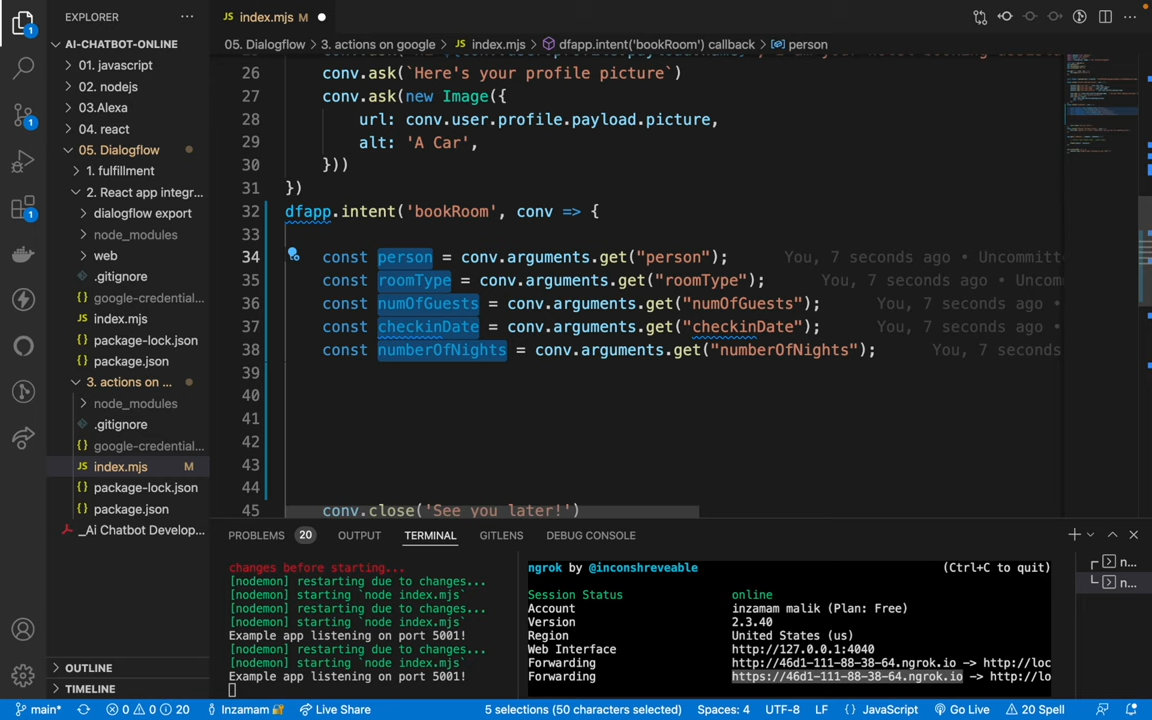 EXPLORER
index.mjs M
AI-CHATBOT-ONLINE
01. javascript
02. nodejs
03.Alexa
04. react
05. Dialogflow
1. fulfillment
2. React app integr...
dialogflow export
node_modules
web
.gitignore
google-credential...
index.mjs
package-lock.json
package.json
3. actions on ...
node_modules
.gitignore
google-credential...
index.mjs M
package-lock.json
package.json
_Ai Chatbot Develop...
OUTLINE
TIMELINE
05. Dialogflow > 3. actions on google > JS index.mjs > dfapp.intent('bookRoom') callback > person
26 conv.ask(`Here's your profile picture`)
27 conv.ask(new Image({
28 url: conv.user.profile.payload.picture,
29 alt: 'A Car',
30 }))
31 })
32 dfapp.intent('bookRoom', conv => {
33
34 const person = conv.arguments.get("person"); You, 7 seconds ago • Uncommitt
35 const roomType = conv.arguments.get("roomType"); You, 7 seconds ago • Uncom
36 const numOfGuests = conv.arguments.get("numOfGuests"); You, 7 seconds ago •
37 const checkinDate = conv.arguments.get("checkinDate"); You, 7 seconds ago •
38 const numberOfNights = conv.arguments.get("numberOfNights"); You, 7 seconds
39
40
41
42
43
44
45 conv.close('See you later!')
PROBLEMS 20 OUTPUT TERMINAL GITLENS DEBUG CONSOLE
changes before starting...
[nodemon] restarting due to changes...
[nodemon] starting `node index.mjs`
[nodemon] restarting due to changes...
[nodemon] starting `node index.mjs`
Example app listening on port 5001!
[nodemon] restarting due to changes...
[nodemon] starting `node index.mjs`
Example app listening on port 5001!
ngrok by @inconshreveable (Ctrl+C to quit)
Session Status online
Account inzamam malik (Plan: Free)
Version 2.3.40
Region United States (us)
Web Interface http://127.0.0.1:4040
Forwarding http://46d1-111-88-38-64.ngrok.io -> http://loc
Forwarding https://46d1-111-88-38-64.ngrok.io -> http://lo
n...
n...
main* 0 0 20 Inzamam Live Share 5 selections (50 characters selected) Spaces: 4 UTF-8 LF {} JavaScript Go Live 20 Spell